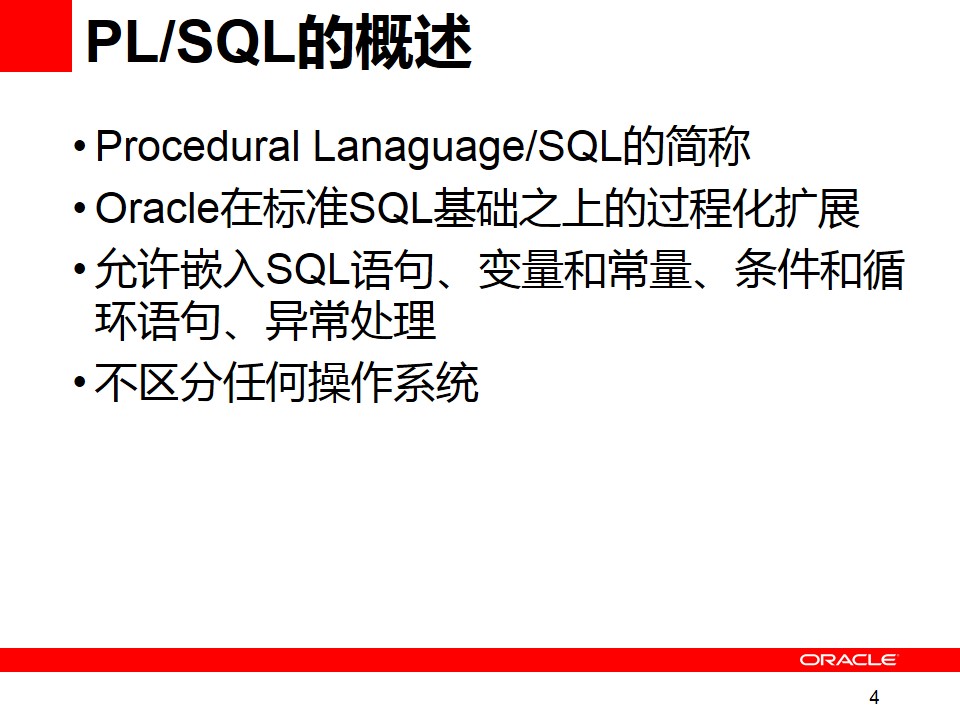 PL/SQL的概述
• Procedural Lanaguage/SQL的简称
• Oracle在标准SQL基础之上的过程化扩展
• 允许嵌入SQL语句、变量和常量、条件和循
环语句、异常处理
• 不区分任何操作系统
ORACLE
4